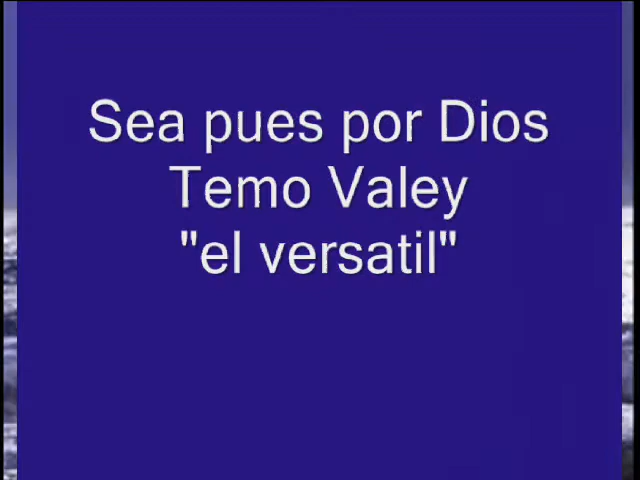 Sea pues por Dios
Temo Valey
"el versatil"